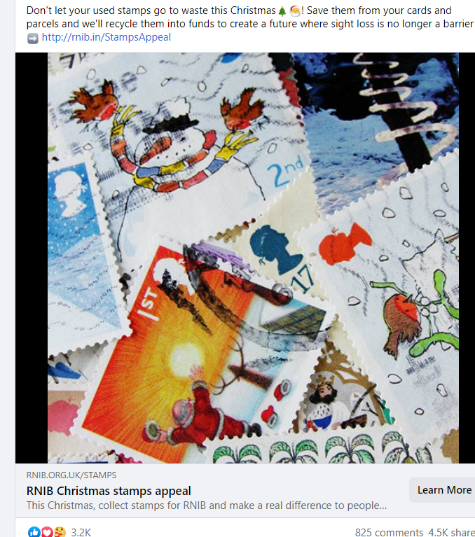 Don't let your used stamps go to waste this Christmas🎄🎅! Save them from your cards and
parcels and we'll recycle them into funds to create a future where sight loss is no longer a barrier
➡️ http://rnib.in/StampsAppeal
2nd
17
1ST
RNIB.ORG.UK/STAMPS
RNIB Christmas stamps appeal
This Christmas, collect stamps for RNIB and make a real difference to people...
Learn More
3.2K
825 comments 4.5K share